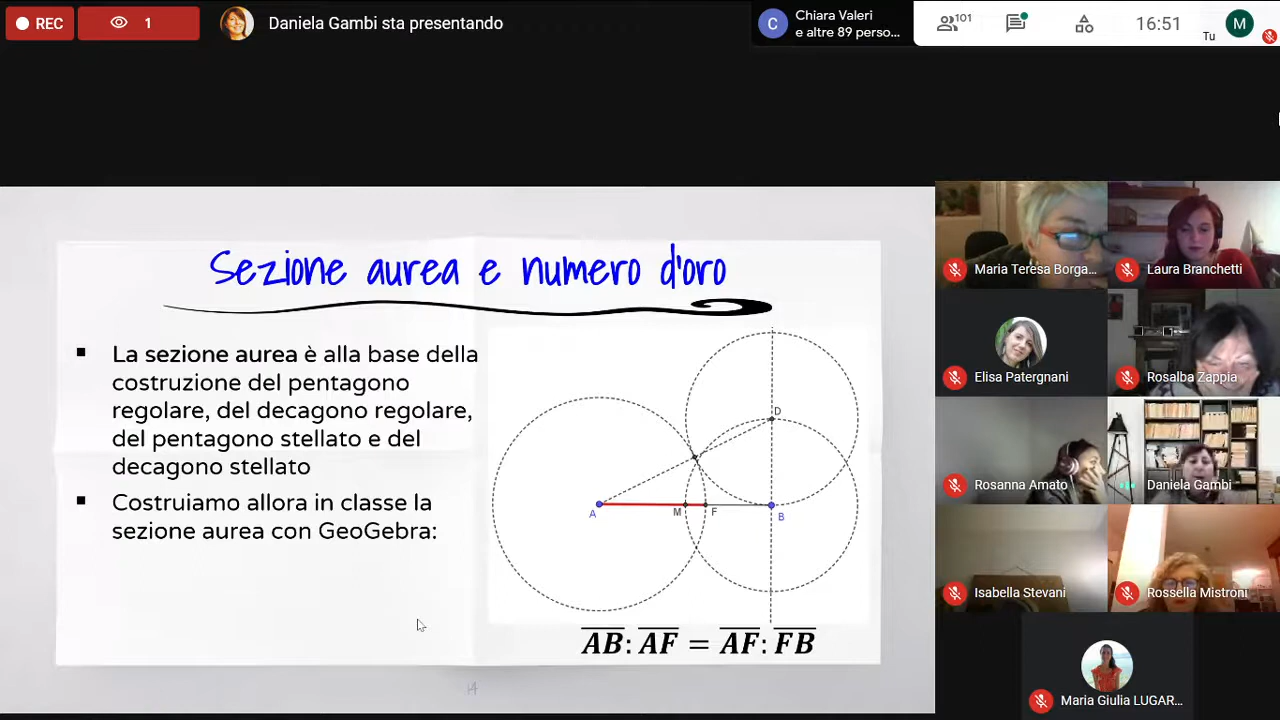 REC
1
Daniela Gambi sta presentando
C
Chiara Valeri
e altre 89 perso...
101
16:51
Tu
M
Sezione aurea e numero d'oro
La sezione aurea è alla base della
costruzione del pentagono
regolare, del decagono regolare,
del pentagono stellato e del
decagono stellato
Costruiamo allora in classe la
sezione aurea con GeoGebra:
D
A
M
F
B
AB: AF = AF: FB
14
Maria Teresa Borga...
Laura Branchetti
Elisa Patergnani
Rosalba Zappia
Rosanna Amato
Daniela Gambi
Isabella Stevani
Rossella Mistroni
Maria Giulia LUGAR...